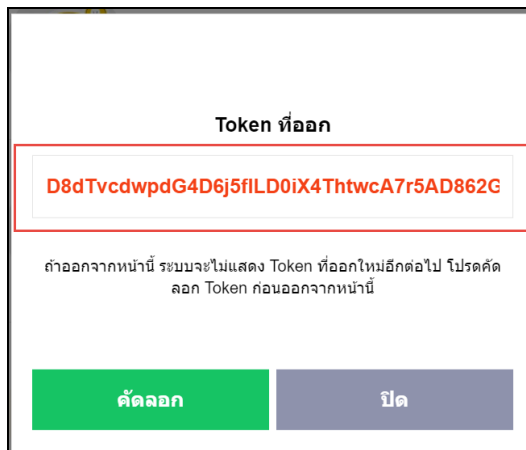 Token ที่ออก
D8dTvcdwpdG4D6j5fILD0iX4ThtwcA7r5AD862G
ถ้าออกจากหน้านี้ ระบบจะไม่แสดง Token ที่ออกใหม่อีกต่อไป โปรดคัด
ลอก Token ก่อนออกจากหน้านี้
คัดลอก
ปิด